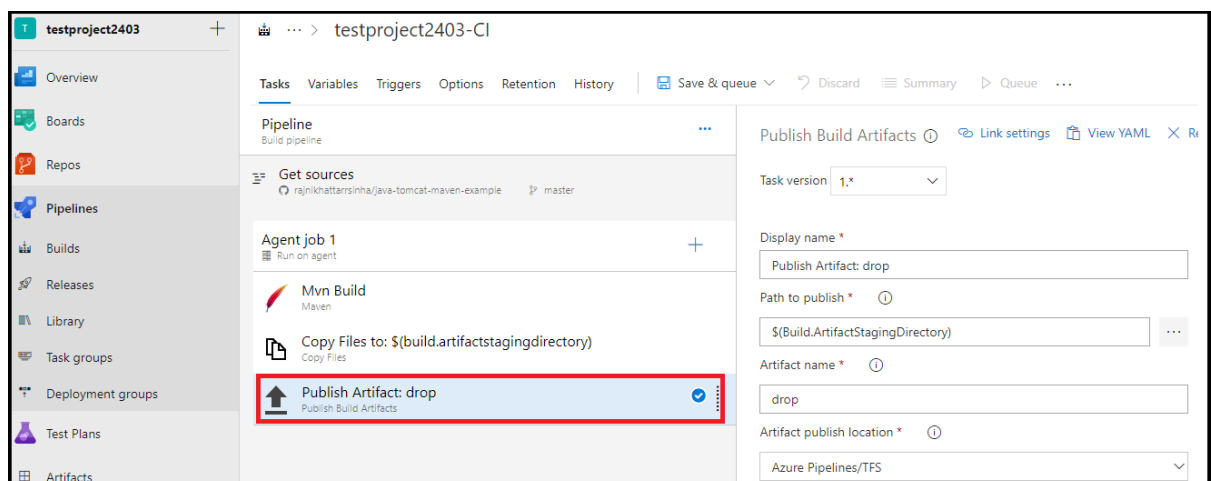 T testproject2403 +
Overview
Boards
Repos
Pipelines
Builds
Releases
Library
Task groups
Deployment groups
Test Plans
Artifacts
··· > testproject2403-CI
Tasks Variables Triggers Options Retention History Save & queue Discard Summary Queue ···
Pipeline
Build pipeline
···
Get sources
rajnikhattarrsinha/java-tomcat-maven-example master
Agent job 1
Run on agent
+
Mvn Build
Maven
Copy Files to: $(build.artifactstagingdirectory)
Copy Files
Publish Artifact: drop
Publish Build Artifacts
Publish Build Artifacts Link settings View YAML Re
Task version 1.*
Display name *
Publish Artifact: drop
Path to publish *
$(Build.ArtifactStagingDirectory) ···
Artifact name *
drop
Artifact publish location *
Azure Pipelines/TFS